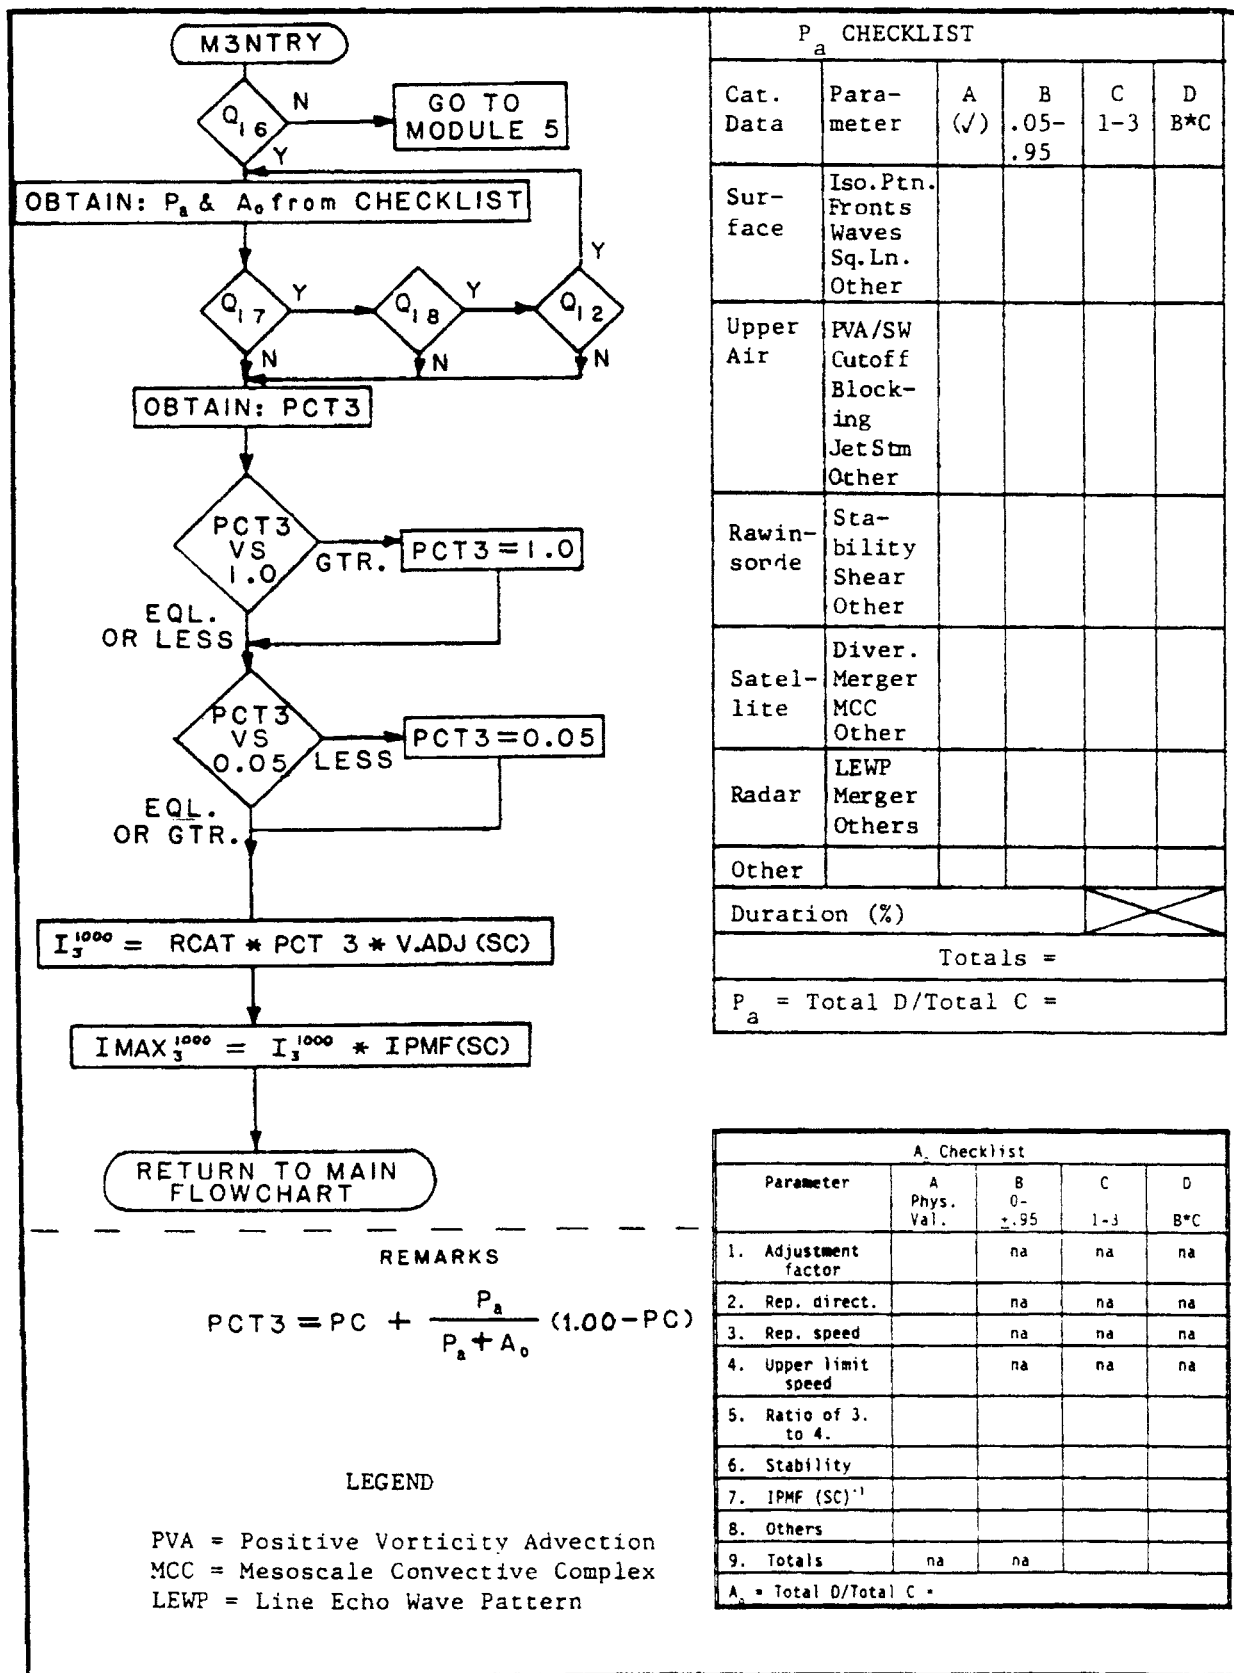 M3NTRY
Q16
N
GO TO
MODULE 5
Y
OBTAIN: Pa & Ao from CHECKLIST
Y
Q17
Y
Q18
Y
Q12
N
N
N
OBTAIN: PCT3
PCT3
VS
1.0
GTR.
PCT3=1.0
EQL.
OR LESS
PCT3
VS
0.05
LESS
PCT3=0.05
EQL.
OR GTR.
I₃¹⁰⁰⁰ = RCAT * PCT 3 * V.ADJ (SC)
IMAX₃¹⁰⁰⁰ = I₃¹⁰⁰⁰ * IPMF(SC)
RETURN TO MAIN
FLOWCHART
REMARKS
PCT3 = PC + Pa / (Pa + Ao) (1.00-PC)
LEGEND
PVA = Positive Vorticity Advection
MCC = Mesoscale Convective Complex
LEWP = Line Echo Wave Pattern
Pa CHECKLIST
Cat. Para- A B C D
Data meter (√) .05- 1-3 B*C
.95
Sur-
face
Iso.Ptn.
Fronts
Waves
Sq.Ln.
Other
Upper
Air
PVA/SW
Cutoff
Block-
ing
JetStm
Other
Rawin-
sonde
Sta-
bility
Shear
Other
Satel-
lite
Diver.
Merger
MCC
Other
Radar
LEWP
Merger
Others
Other
Duration (%)
Totals =
Pa = Total D/Total C =
Ao Checklist
Parameter A B C D
Phys. 0-
Val. ±.95 1-3 B*C
1. Adjustment na na na
factor
2. Rep. direct. na na na
3. Rep. speed na na na
4. Upper limit na na na
speed
5. Ratio of 3.
to 4.
6. Stability
7. IPMF (SC)⁻¹
8. Others
9. Totals na na
Ao = Total D/Total C =